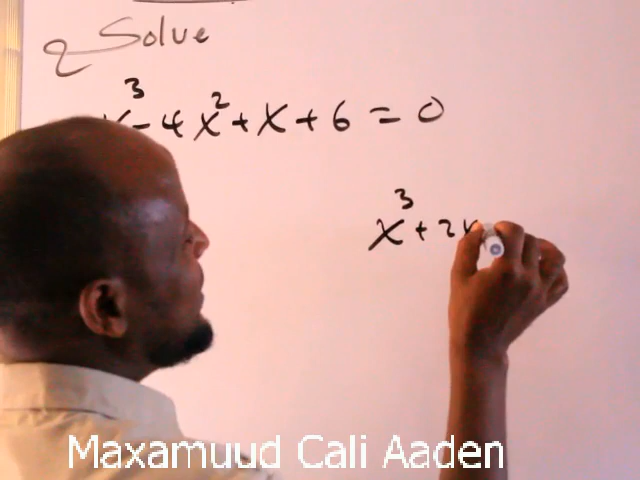 Q Solve
x³ - 4x² + x + 6 = 0
x³ + 2x
Maxamuud Cali Aaden